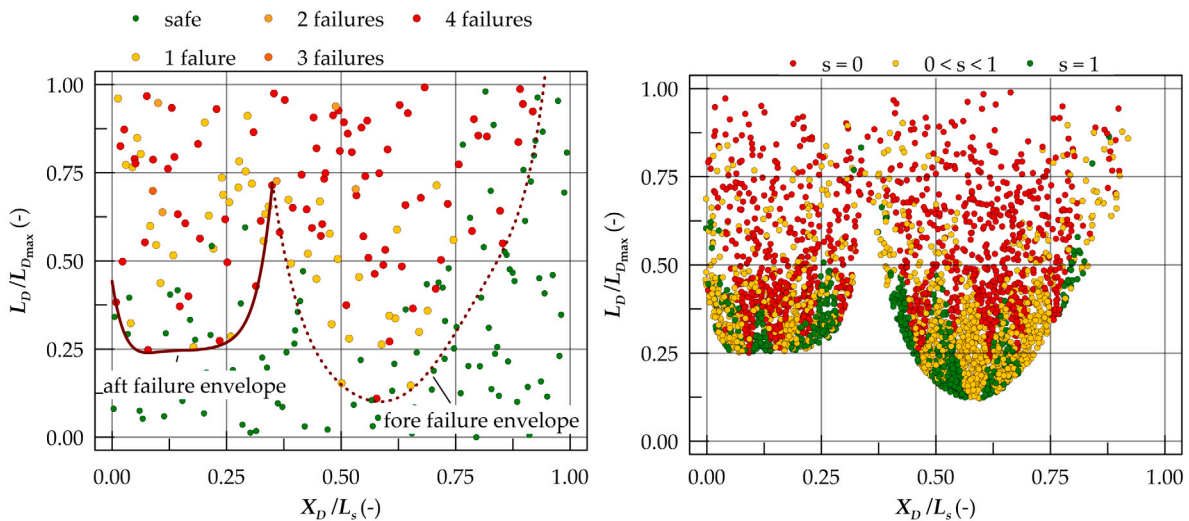 safe 2 failures 4 failures
1 falure 3 failures
1.00
0.75
0.50
0.25
0.00
L_D/L_Dmax (-)
aft failure envelope
fore failure envelope
0.00 0.25 0.50 0.75 1.00
X_D/L_s (-)
s = 0 0 < s < 1 s = 1
1.00
0.75
0.50
0.25
0.00
L_D/L_Dmax (-)
0.00 0.25 0.50 0.75 1.00
X_D/L_s (-)